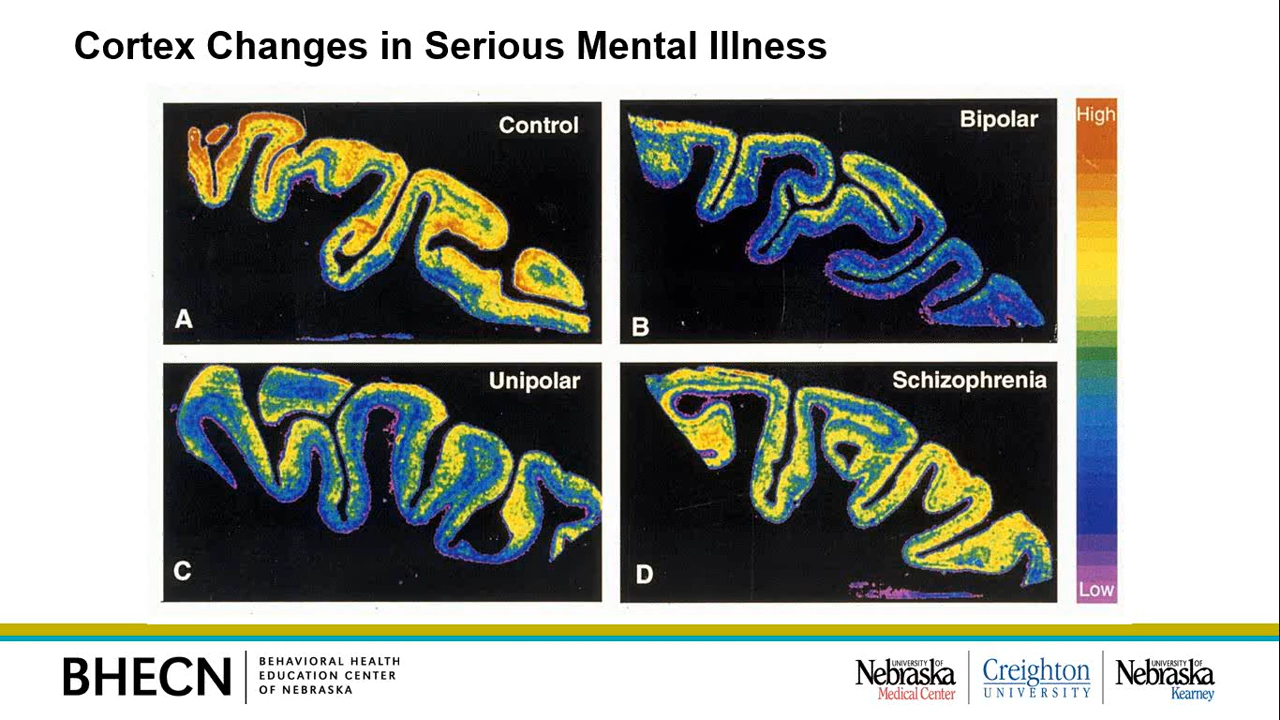 Cortex Changes in Serious Mental Illness
Control
A
Bipolar
B
Unipolar
C
Schizophrenia
D
High
Low
BHECN
BEHAVIORAL HEALTH
EDUCATION CENTER
OF NEBRASKA
UNIVERSITY OF
Nebraska
Medical Center
Creighton
UNIVERSITY
UNIVERSITY OF
Nebraska
Kearney